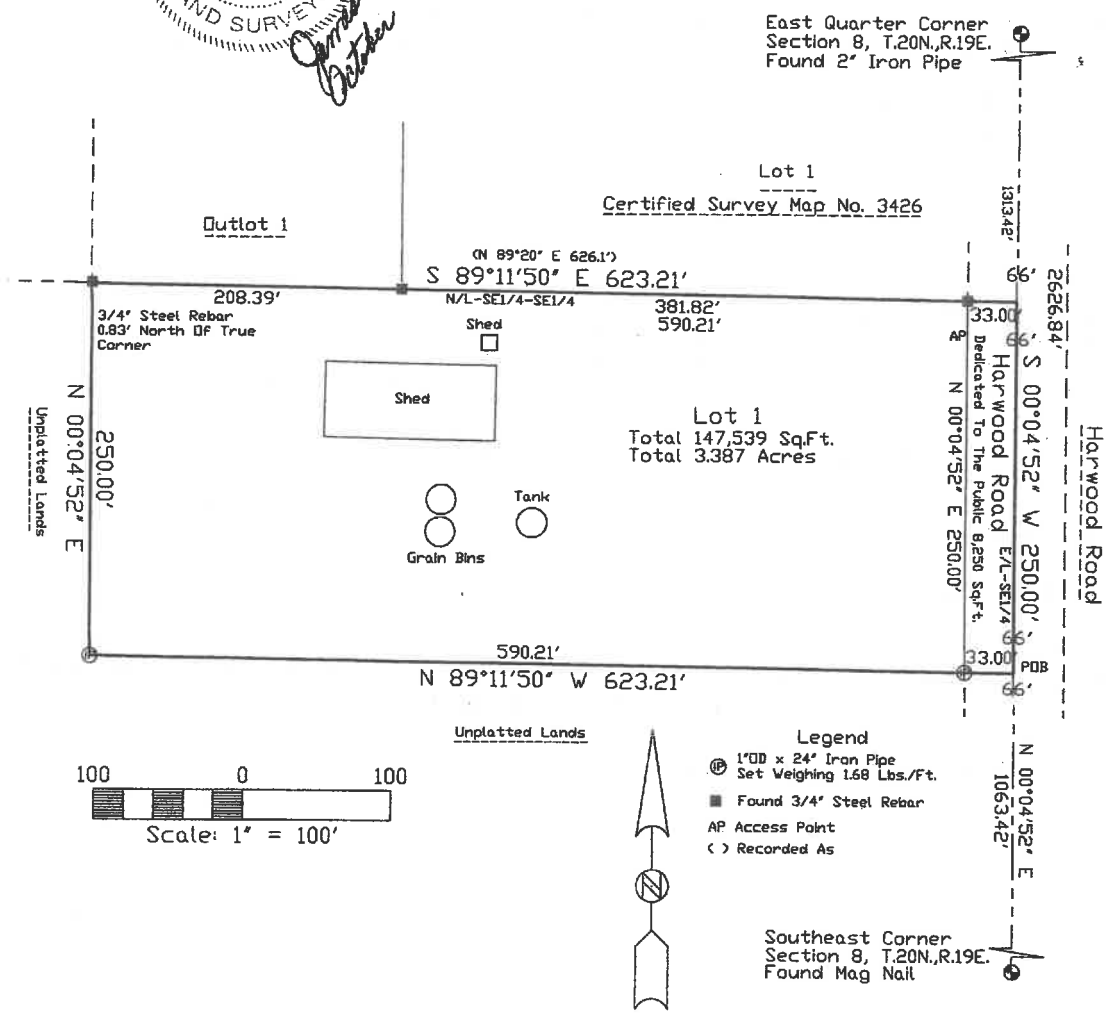 AND SURVEY
October
East Quarter Corner
Section 8, T.20N.,R.19E.
Found 2" Iron Pipe
1313.42'
Lot 1
Certified Survey Map No. 3426
Outlot 1
(N 89°20" E 626.1')
S 89°11'50" E 623.21'
66'
2626.84'
208.39'
N/L-SE1/4-SE1/4
381.82'
590.21'
33.00'
66'
3/4" Steel Rebar
0.83' North Of True
Corner
Shed
AP
Shed
Lot 1
Total 147,539 Sq.Ft.
Total 3.387 Acres
Unplatted Lands
N 00°04'52" E
250.00'
N 00°04'52" E 250.00'
Dedicated To The Public 8,250 Sq.Ft.
Harwood Road E/L-SE1/4
S 00°04'52" W 250.00'
Harwood Road
Tank
Grain Bins
590.21'
N 89°11'50" W 623.21'
66'
33.00'
POB
66'
Unplatted Lands
Legend
IP 1"OD x 24" Iron Pipe
Set Weighing 1.68 Lbs./Ft.
Found 3/4" Steel Rebar
AP Access Point
( ) Recorded As
N 00°04'52" E
1063.42'
100 0 100
Scale: 1" = 100'
N
Southeast Corner
Section 8, T.20N.,R.19E.
Found Mag Nail